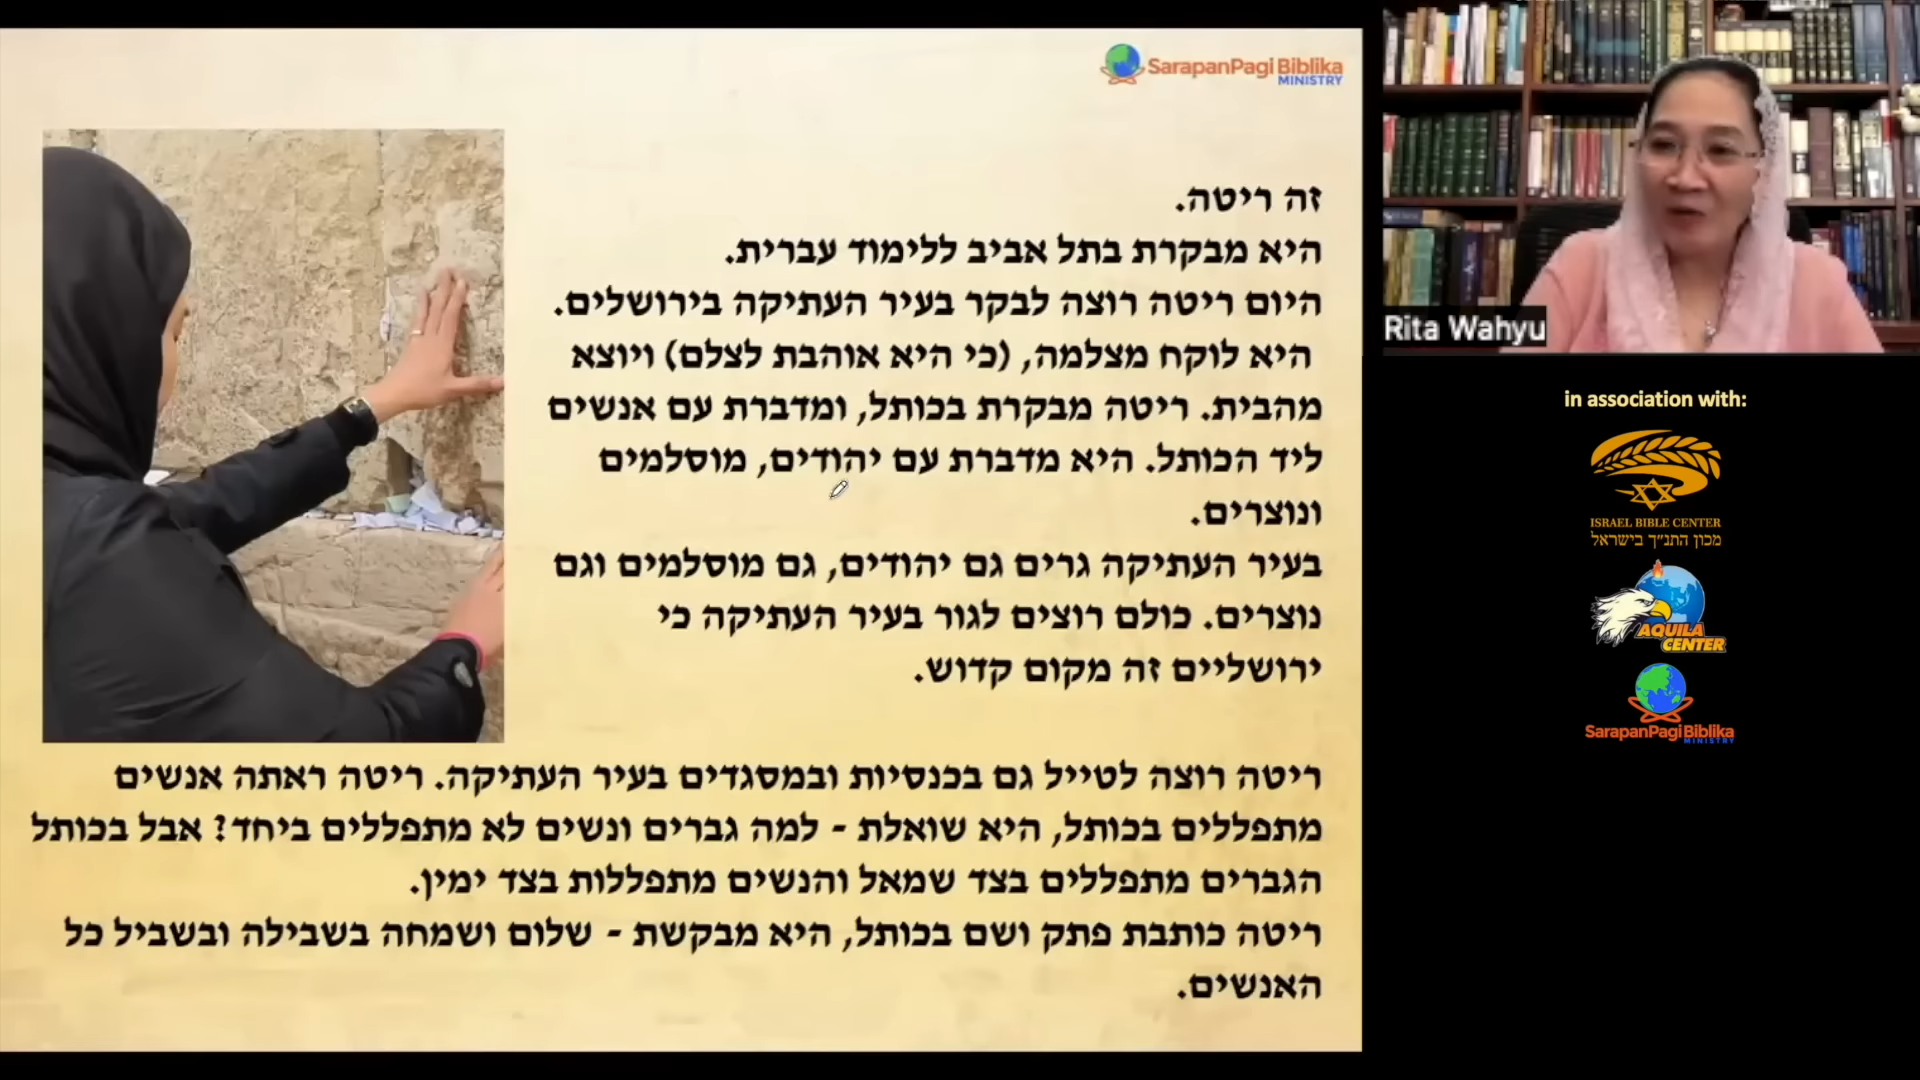 SarapanPagi Biblika
MINISTRY
זה ריטה.
היא מבקרת בתל אביב ללימוד עברית.
היום ריטה רוצה לבקר בעיר העתיקה בירושלים.
היא לוקח מצלמה, (כי היא אוהבת לצלם) ויוצא
מהבית. ריטה מבקרת בכותל, ומדברת עם אנשים
ליד הכותל. היא מדברת עם יהודים, מוסלמים
ונוצרים.
בעיר העתיקה גרים גם יהודים, גם מוסלמים וגם
נוצרים. כולם רוצים לגור בעיר העתיקה כי
ירושליים זה מקום קדוש.
ריטה רוצה לטייל גם בכנסיות ובמסגדים בעיר העתיקה. ריטה ראתה אנשים
מתפללים בכותל, היא שואלת - למה גברים ונשים לא מתפללים ביחד? אבל בכותל
הגברים מתפללים בצד שמאל והנשים מתפללות בצד ימין.
ריטה כותבת פתק ושם בכותל, היא מבקשת - שלום ושמחה בשבילה ובשביל כל
האנשים.
Rita Wahyu
in association with:
ISRAEL BIBLE CENTER
מכון התנ״ך בישראל
AQUILA
CENTER
SarapanPagi Biblika
MINISTRY